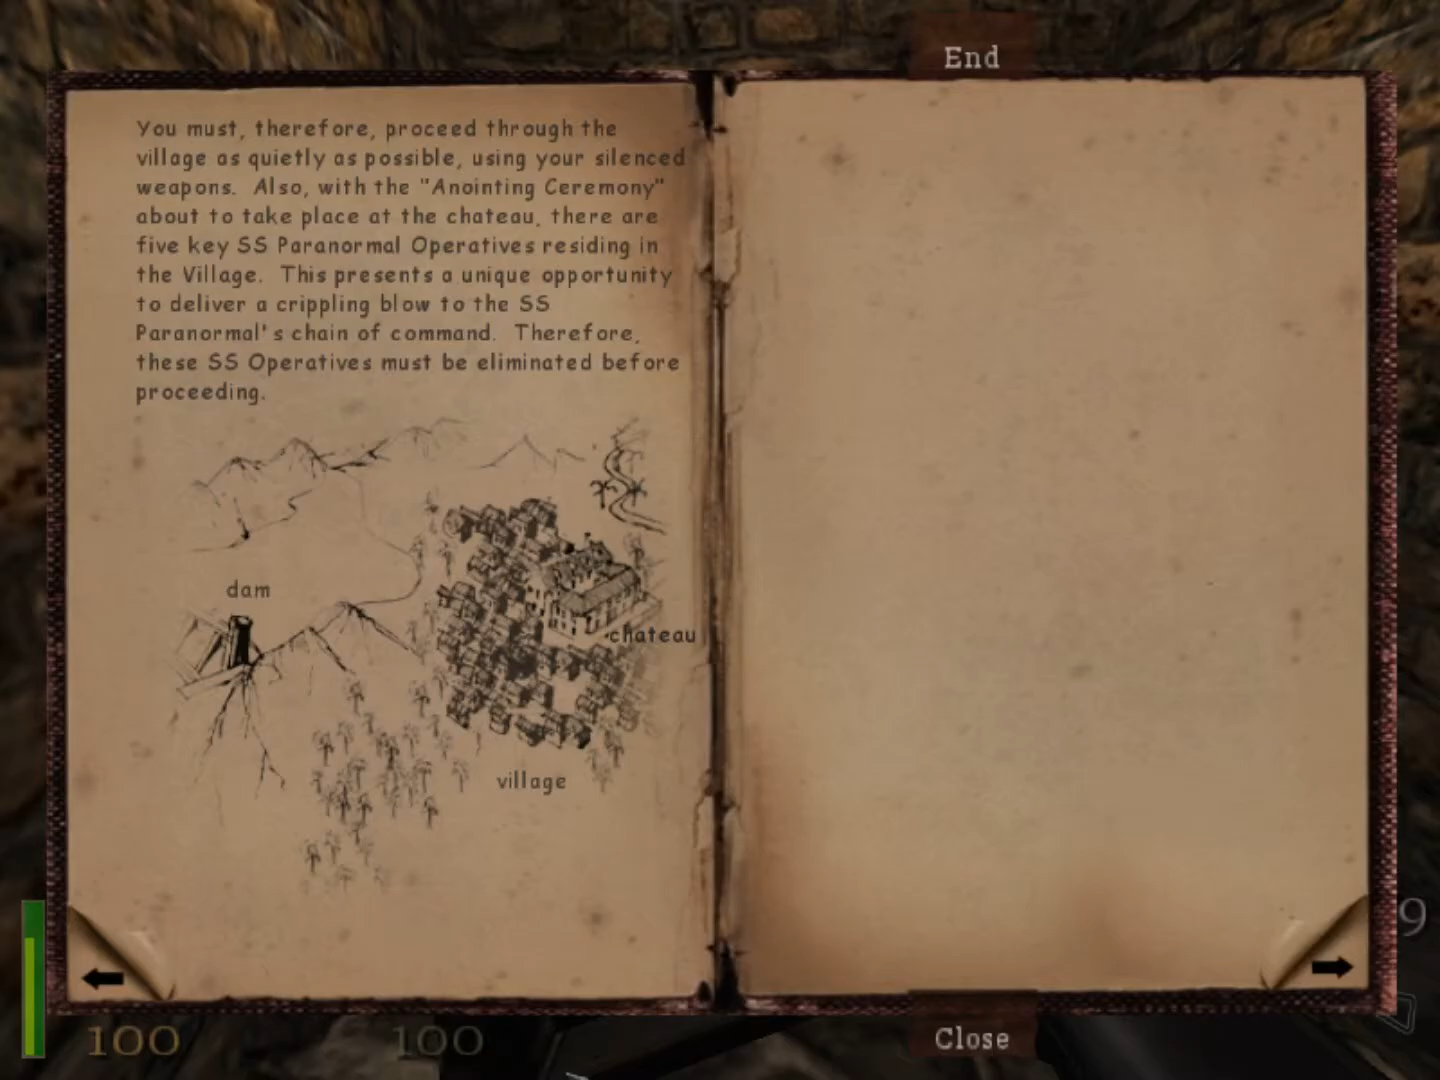 End
You must, therefore, proceed through the
village as quietly as possible, using your silenced
weapons. Also, with the "Anointing Ceremony"
about to take place at the chateau, there are
five key SS Paranormal Operatives residing in
the Village. This presents a unique opportunity
to deliver a crippling blow to the SS
Paranormal's chain of command. Therefore,
these SS Operatives must be eliminated before
proceeding.
dam
chateau
village
9
100
100
Close